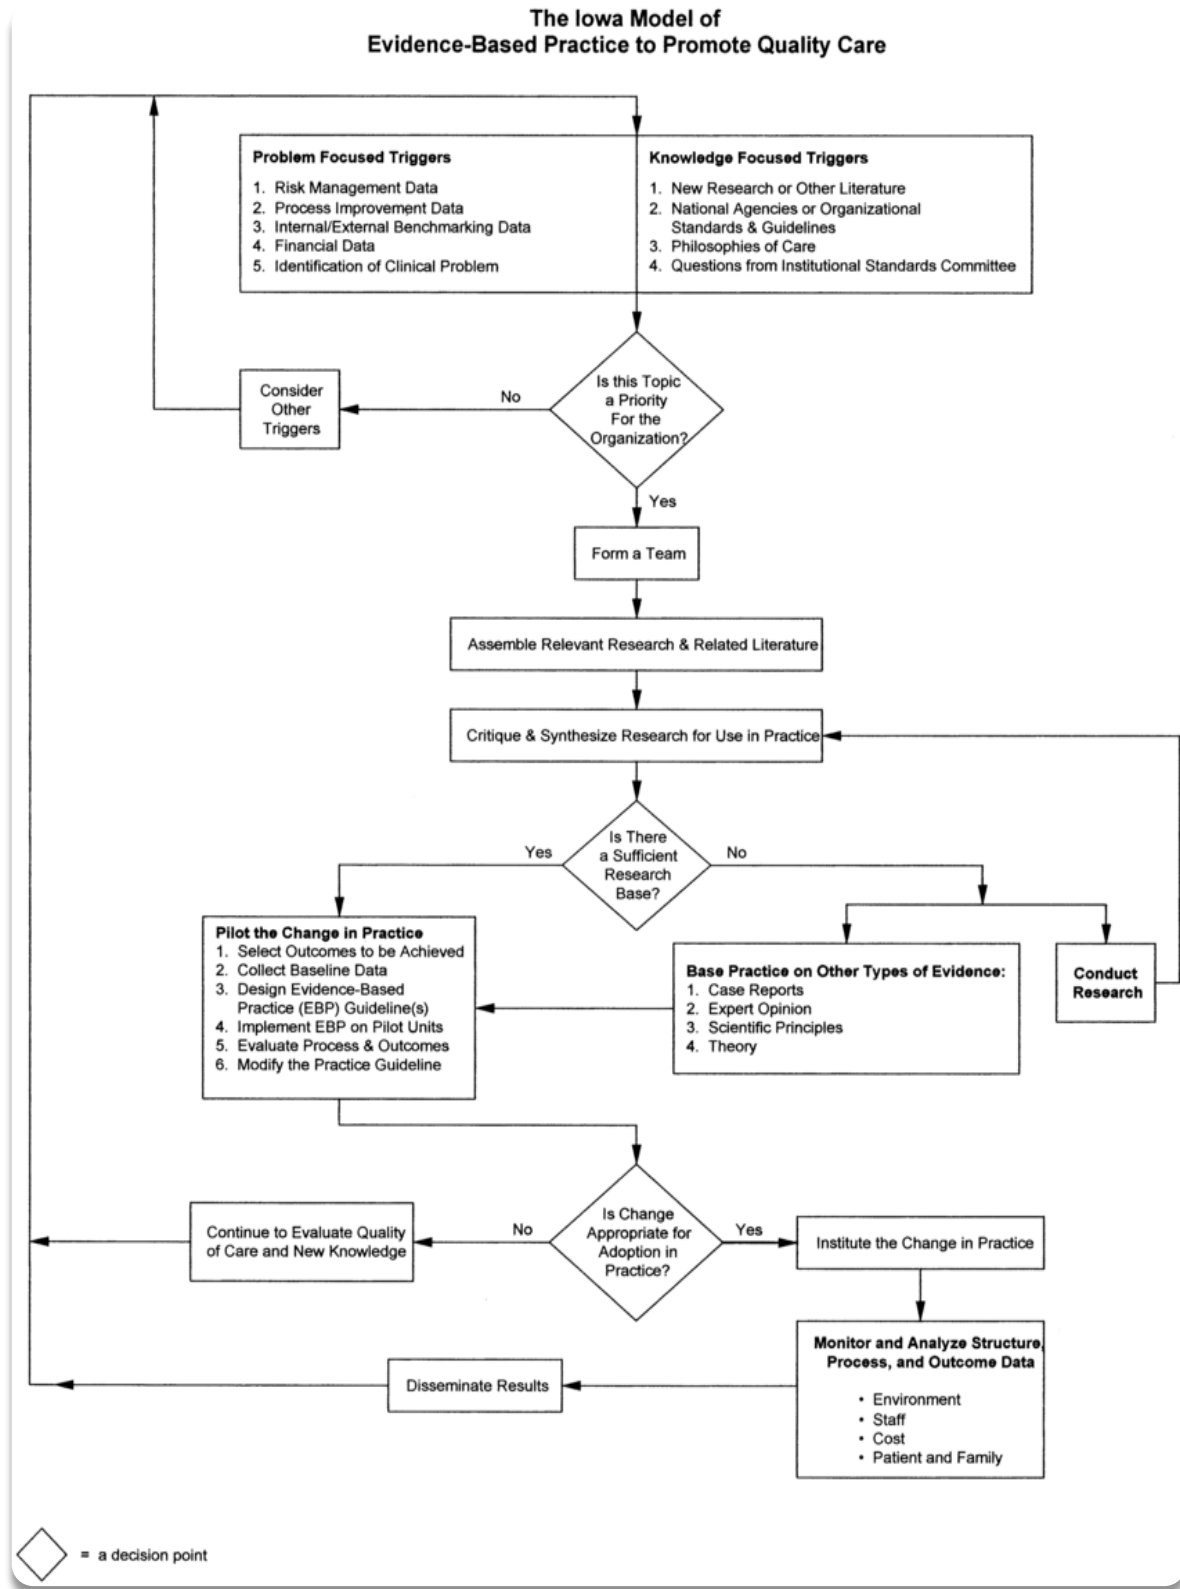 The Iowa Model of
Evidence-Based Practice to Promote Quality Care
Problem Focused Triggers
1. Risk Management Data
2. Process Improvement Data
3. Internal/External Benchmarking Data
4. Financial Data
5. Identification of Clinical Problem
Knowledge Focused Triggers
1. New Research or Other Literature
2. National Agencies or Organizational
Standards & Guidelines
3. Philosophies of Care
4. Questions from Institutional Standards Committee
Consider
Other
Triggers
No
Is this Topic
a Priority
For the
Organization?
Yes
Form a Team
Assemble Relevant Research & Related Literature
Critique & Synthesize Research for Use in Practice
Yes
Is There
a Sufficient
Research
Base?
No
Pilot the Change in Practice
1. Select Outcomes to be Achieved
2. Collect Baseline Data
3. Design Evidence-Based
Practice (EBP) Guideline(s)
4. Implement EBP on Pilot Units
5. Evaluate Process & Outcomes
6. Modify the Practice Guideline
Base Practice on Other Types of Evidence:
1. Case Reports
2. Expert Opinion
3. Scientific Principles
4. Theory
Conduct
Research
Continue to Evaluate Quality
of Care and New Knowledge
No
Is Change
Appropriate for
Adoption in
Practice?
Yes
Institute the Change in Practice
Monitor and Analyze Structure,
Process, and Outcome Data
• Environment
• Staff
• Cost
• Patient and Family
Disseminate Results
= a decision point